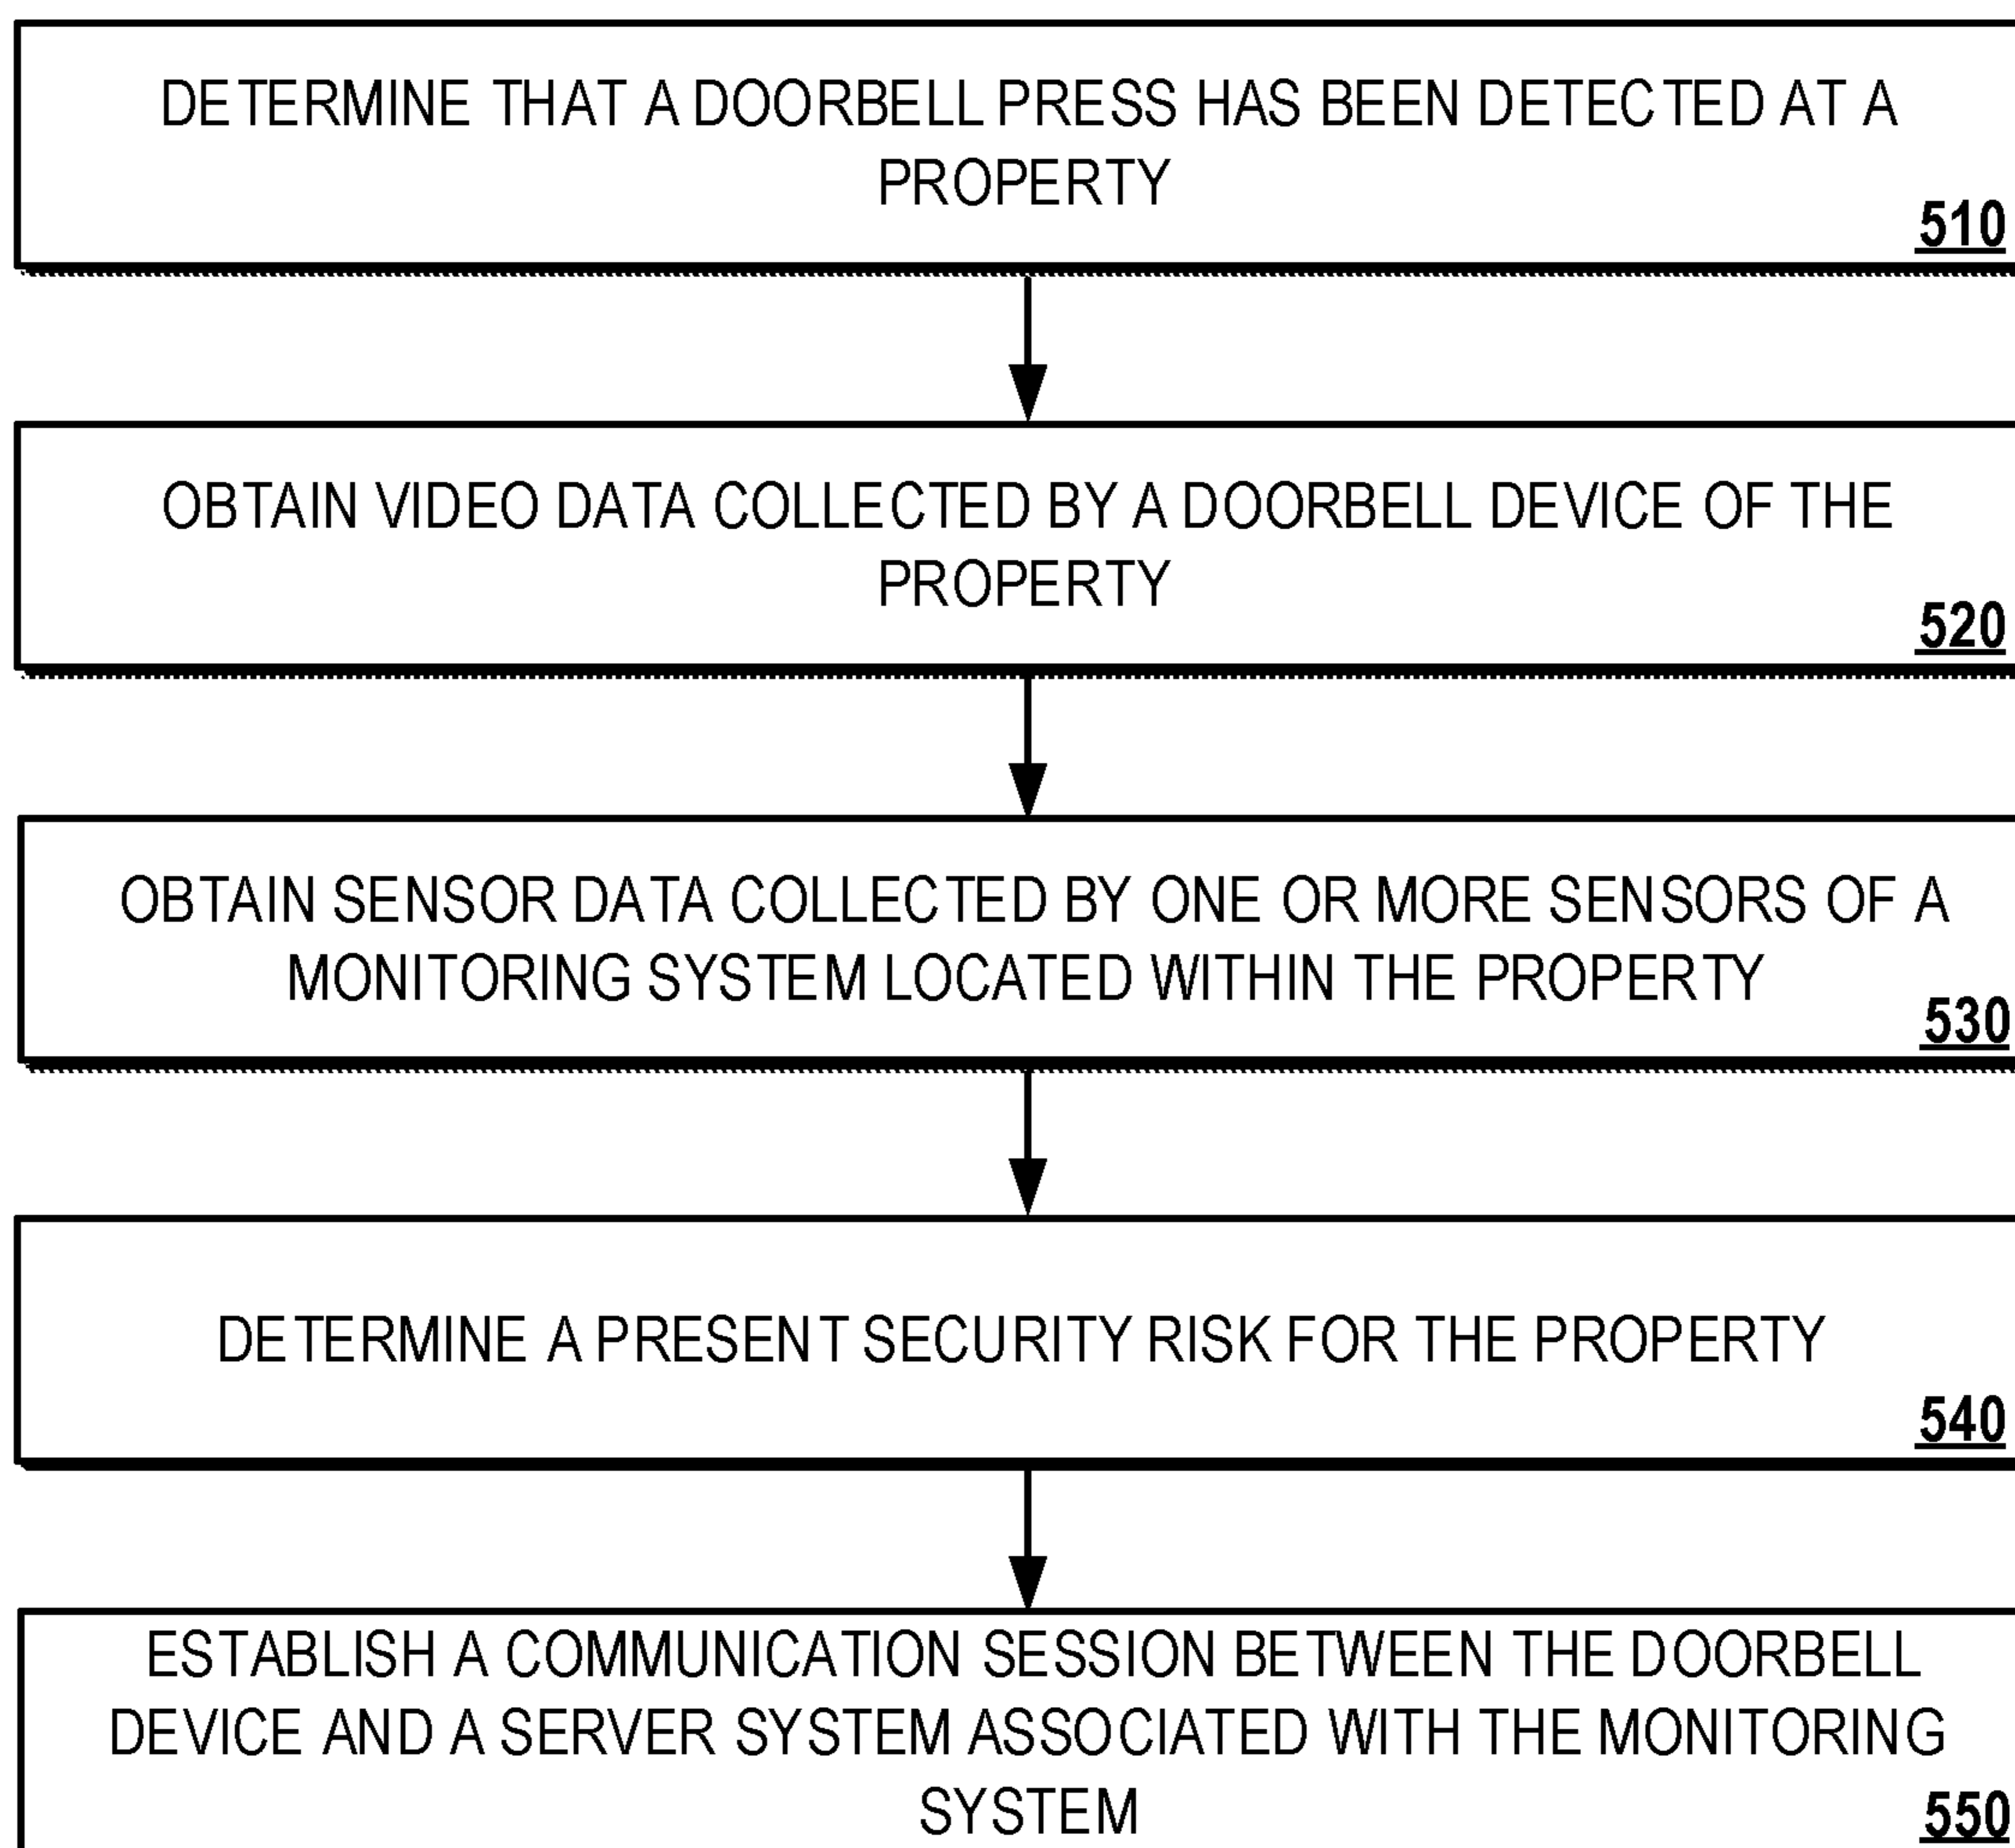 DETERMINE THAT A DOORBELL PRESS HAS BEEN DETECTED AT A
PROPERTY
510
OBTAIN VIDEO DATA COLLECTED BY A DOORBELL DEVICE OF THE
PROPERTY
520
OBTAIN SENSOR DATA COLLECTED BY ONE OR MORE SENSORS OF A
MONITORING SYSTEM LOCATED WITHIN THE PROPERTY
530
DETERMINE A PRESENT SECURITY RISK FOR THE PROPERTY
540
ESTABLISH A COMMUNICATION SESSION BETWEEN THE DOORBELL
DEVICE AND A SERVER SYSTEM ASSOCIATED WITH THE MONITORING
SYSTEM
550